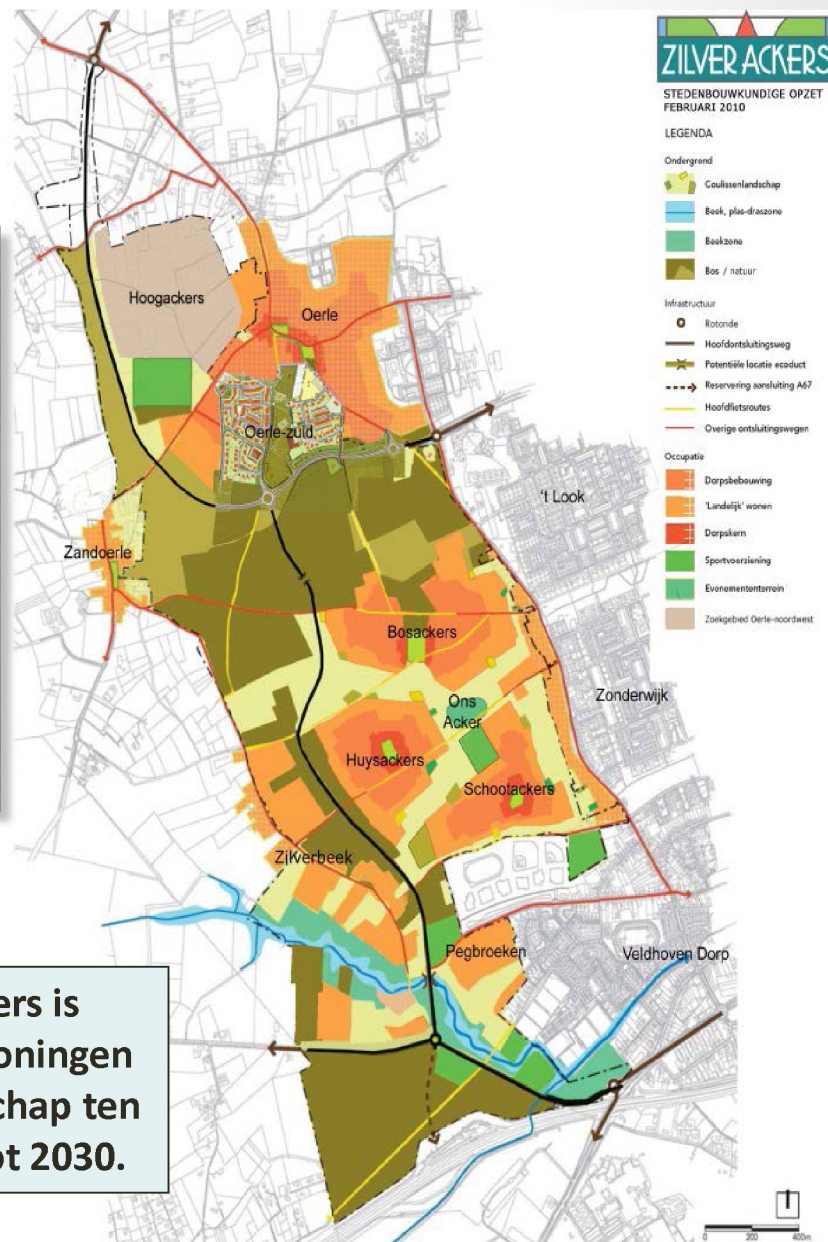 ZILVER ACKERS
STEDENBOUWKUNDIGE OPZET
FEBRUARI 2010
LEGENDA
Ondergrond
Coulissenlandschap
Beek, plas-draszone
Beekzone
Bos / natuur
Infrastructuur
Rotonde
Hoofdontsluitingsweg
Potentiële locatie ecoduct
Reservering aansluiting A67
Hoofdfietsroutes
Overige ontsluitingswegen
Occupatie
Dorpsbebouwing
'Landelijk' wonen
Dorpskern
Sportvoorziening
Evenemententerrein
Zoekgebied Oerle-noordwest
Hoogackers
Oerle
Oerle-zuid
't Look
Zandoerle
Bosackers
Zonderwijk
Ons
Acker
Huysackers
Schootackers
Zilverbeek
Pegbroeken
Veldhoven Dorp
ers is
oningen
chap ten
ot 2030.
0 200 400m